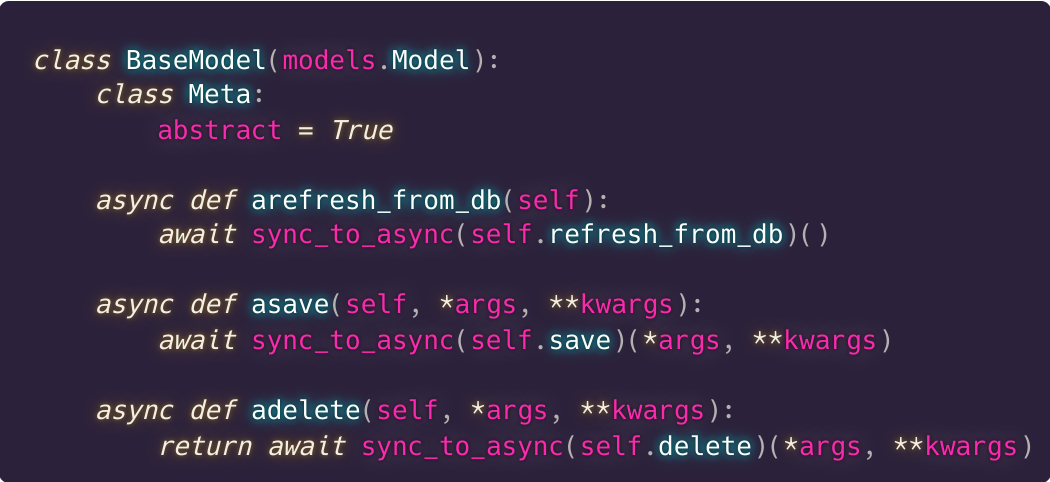 class BaseModel(models.Model):
    class Meta:
        abstract = True

    async def arefresh_from_db(self):
        await sync_to_async(self.refresh_from_db)()

    async def asave(self, *args, **kwargs):
        await sync_to_async(self.save)(*args, **kwargs)

    async def adelete(self, *args, **kwargs):
        return await sync_to_async(self.delete)(*args, **kwargs)